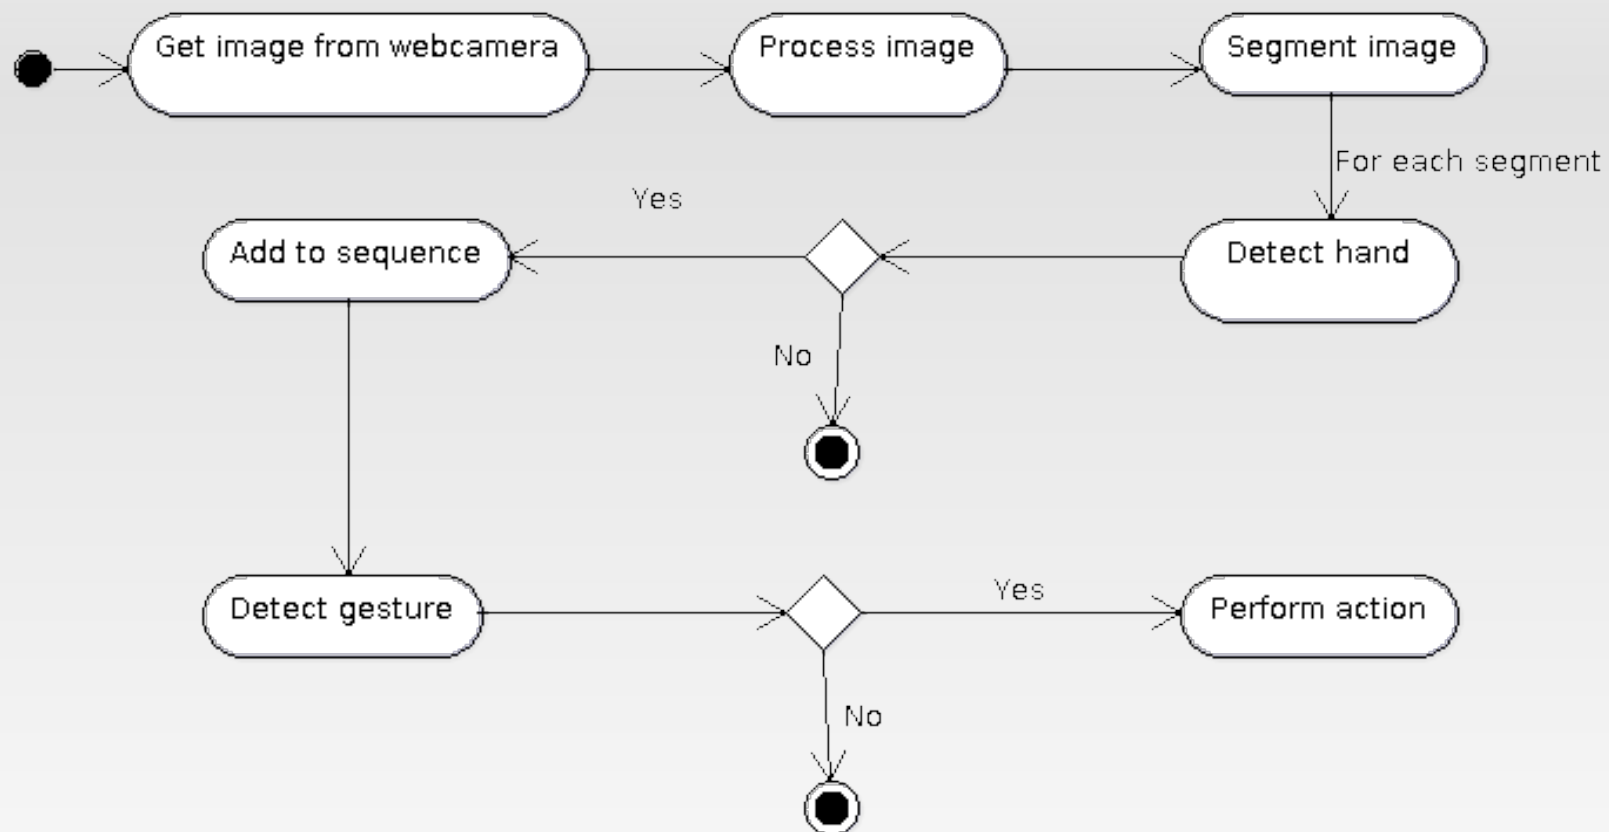 Get image from webcamera
Process image
Segment image
For each segment
Detect hand
Yes
Add to sequence
No
Detect gesture
Yes
Perform action
No